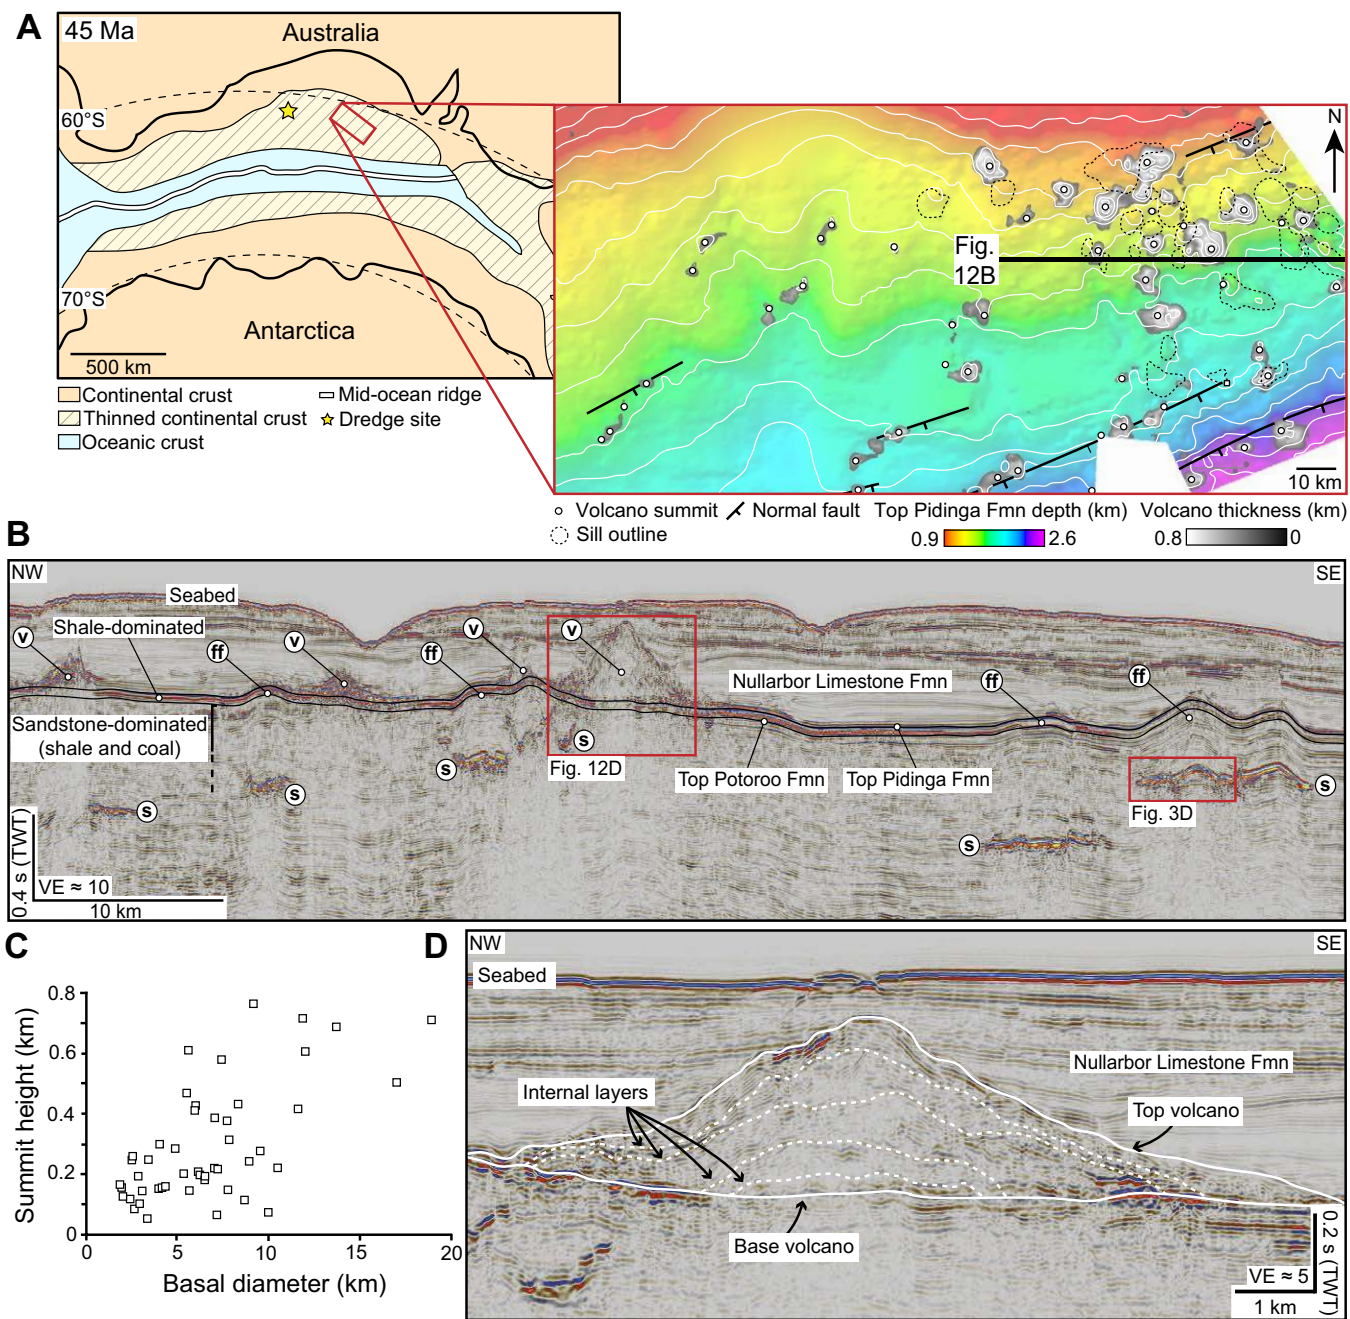 A
45 Ma
Australia
60°S
70°S
Antarctica
500 km
Continental crust
Thinned continental crust
Oceanic crust
Mid-ocean ridge
Dredge site
N
Fig.
12B
10 km
Volcano summit
Normal fault
Sill outline
Top Pidinga Fmn depth (km)
0.9
2.6
Volcano thickness (km)
0.8
0
B
NW
SE
Seabed
v
Shale-dominated
ff
v
ff
v
v
Nullarbor Limestone Fmn
ff
ff
Sandstone-dominated
(shale and coal)
s
s
s
s
Fig. 12D
Top Potoroo Fmn
Top Pidinga Fmn
s
s
Fig. 3D
0.4 s (TWT)
VE ≈ 10
10 km
C
Summit height (km)
0.8
0.6
0.4
0.2
0
0
5
10
15
20
Basal diameter (km)
D
NW
SE
Seabed
Nullarbor Limestone Fmn
Internal layers
Top volcano
Base volcano
0.2 s (TWT)
VE ≈ 5
1 km